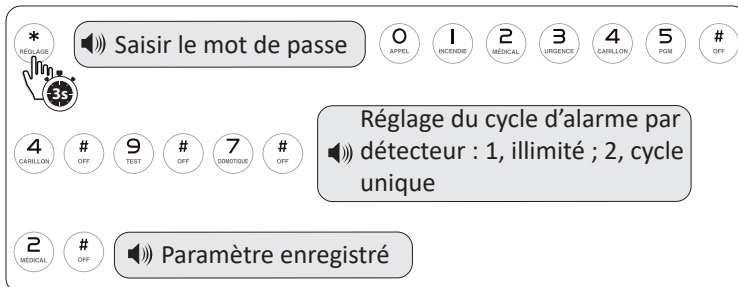 * RÉGLAGE 3s Saisir le mot de passe 0 APPEL 1 INCENDIE 2 MÉDICAL 3 URGENCE 4 CARILLON 5 PGM # OFF
4 CARILLON # OFF 9 TEST # OFF 7 DOMOTIQUE # OFF
Réglage du cycle d’alarme par
détecteur : 1, illimité ; 2, cycle
unique
2 MÉDICAL # OFF Paramètre enregistré